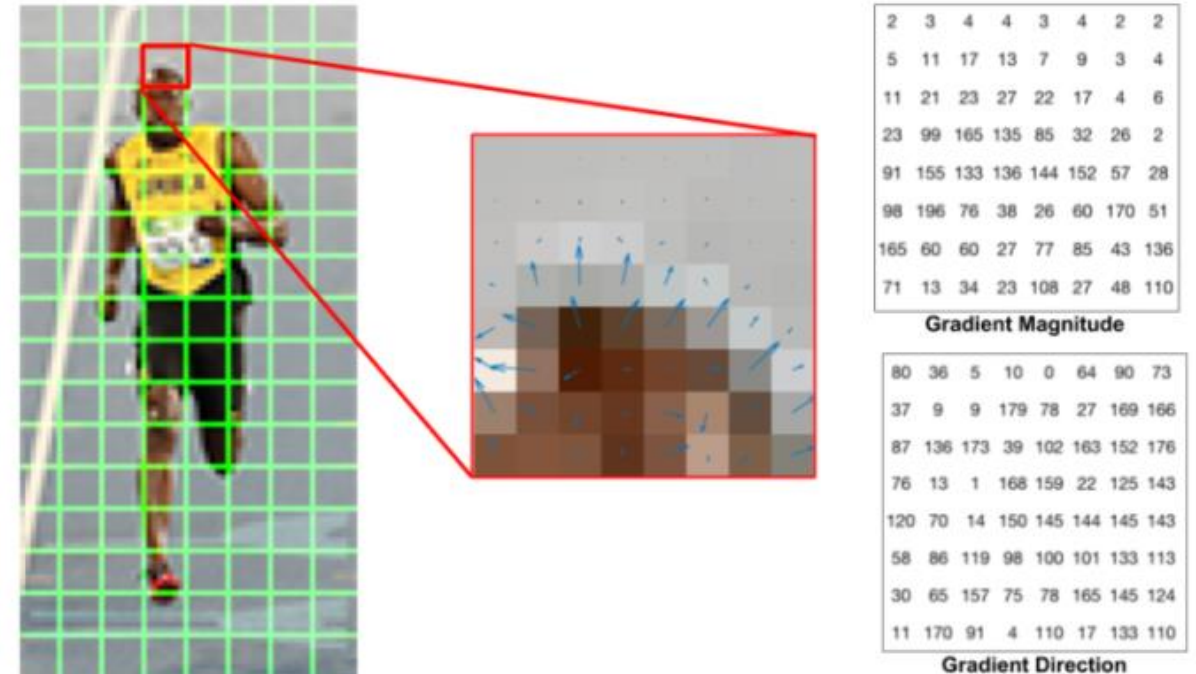 2 3 4 4 3 4 2 2
5 11 17 13 7 9 3 4
11 21 23 27 22 17 4 6
23 99 165 135 85 32 26 2
91 155 133 136 144 152 57 28
98 196 76 38 26 60 170 51
165 60 60 27 77 85 43 136
71 13 34 23 108 27 48 110
Gradient Magnitude
80 36 5 10 0 64 90 73
37 9 9 179 78 27 169 166
87 136 173 39 102 163 152 176
76 13 1 168 159 22 125 143
120 70 14 150 145 144 145 143
58 86 119 98 100 101 133 113
30 65 157 75 78 165 145 124
11 170 91 4 110 17 133 110
Gradient Direction